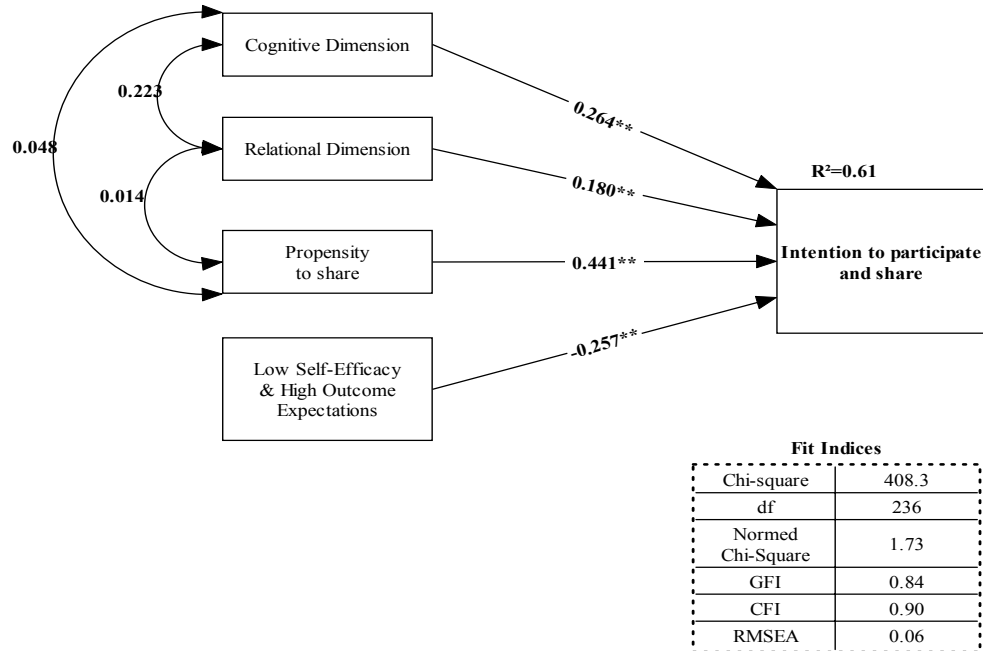 Cognitive Dimension
0.264**
0.223
0.048
Relational Dimension
0.180**
R²=0.61
0.014
Propensity
to share
0.441**
Intention to participate
and share
-0.257**
Low Self-Efficacy
& High Outcome
Expectations
Fit Indices
Chi-square 408.3
df 236
Normed
Chi-Square 1.73
GFI 0.84
CFI 0.90
RMSEA 0.06